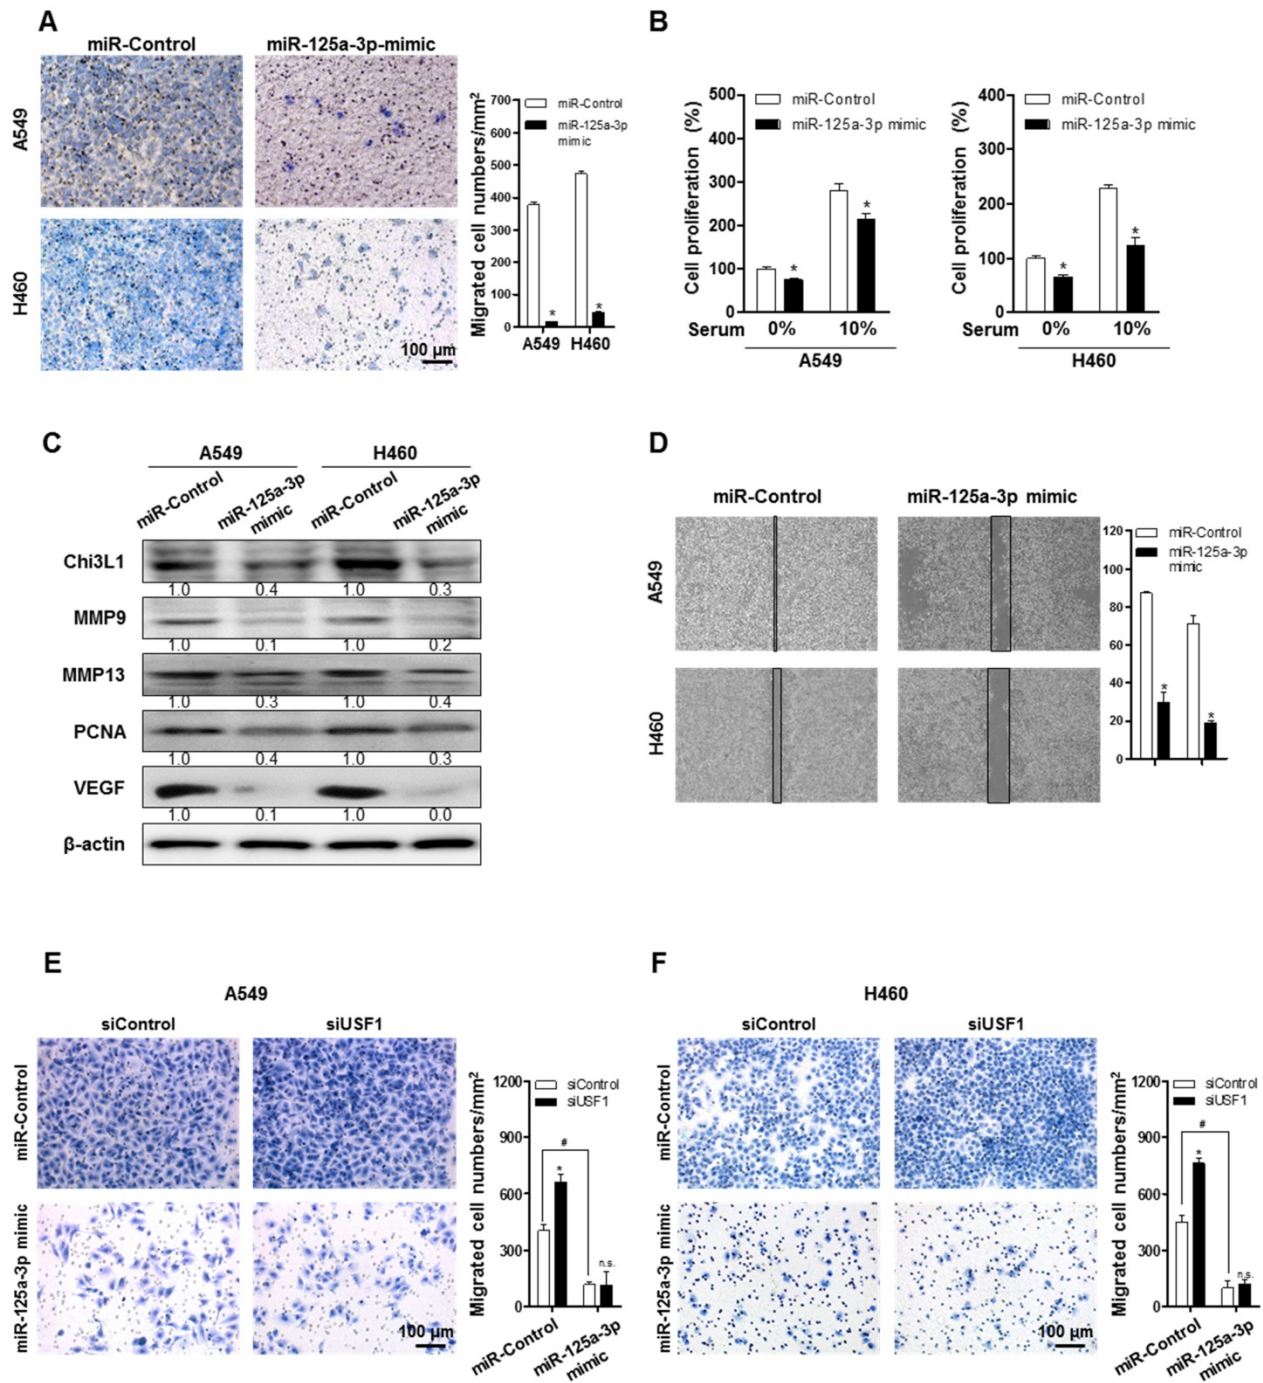 A
miR-Control
miR-125a-3p-mimic
A549
H460
100 µm
Migrated cell numbers/mm²
700
600
500
400
300
200
100
0
miR-Control
miR-125a-3p
mimic
*
*
A549
H460
B
Cell proliferation (%)
500
400
300
200
100
0
miR-Control
miR-125a-3p mimic
*
*
Serum
0%
10%
A549
Cell proliferation (%)
400
300
200
100
0
miR-Control
miR-125a-3p mimic
*
*
Serum
0%
10%
H460
C
A549
H460
miR-Control
miR-125a-3p
mimic
miR-Control
miR-125a-3p
mimic
Chi3L1
1.0 0.4 1.0 0.3
MMP9
1.0 0.1 1.0 0.2
MMP13
1.0 0.3 1.0 0.4
PCNA
1.0 0.4 1.0 0.3
VEGF
1.0 0.1 1.0 0.0
β-actin
D
miR-Control
miR-125a-3p mimic
A549
H460
120
100
80
60
40
20
0
miR-Control
miR-125a-3p
mimic
*
*
E
A549
siControl
siUSF1
miR-Control
miR-125a-3p mimic
100 µm
Migrated cell numbers/mm²
1200
900
600
300
0
siControl
siUSF1
#
*
n.s.
miR-Control
miR-125a-3p
mimic
F
H460
siControl
siUSF1
miR-Control
miR-125a-3p mimic
100 µm
Migrated cell numbers/mm²
1200
900
600
300
0
siControl
siUSF1
#
*
n.s.
miR-Control
miR-125a-3p
mimic